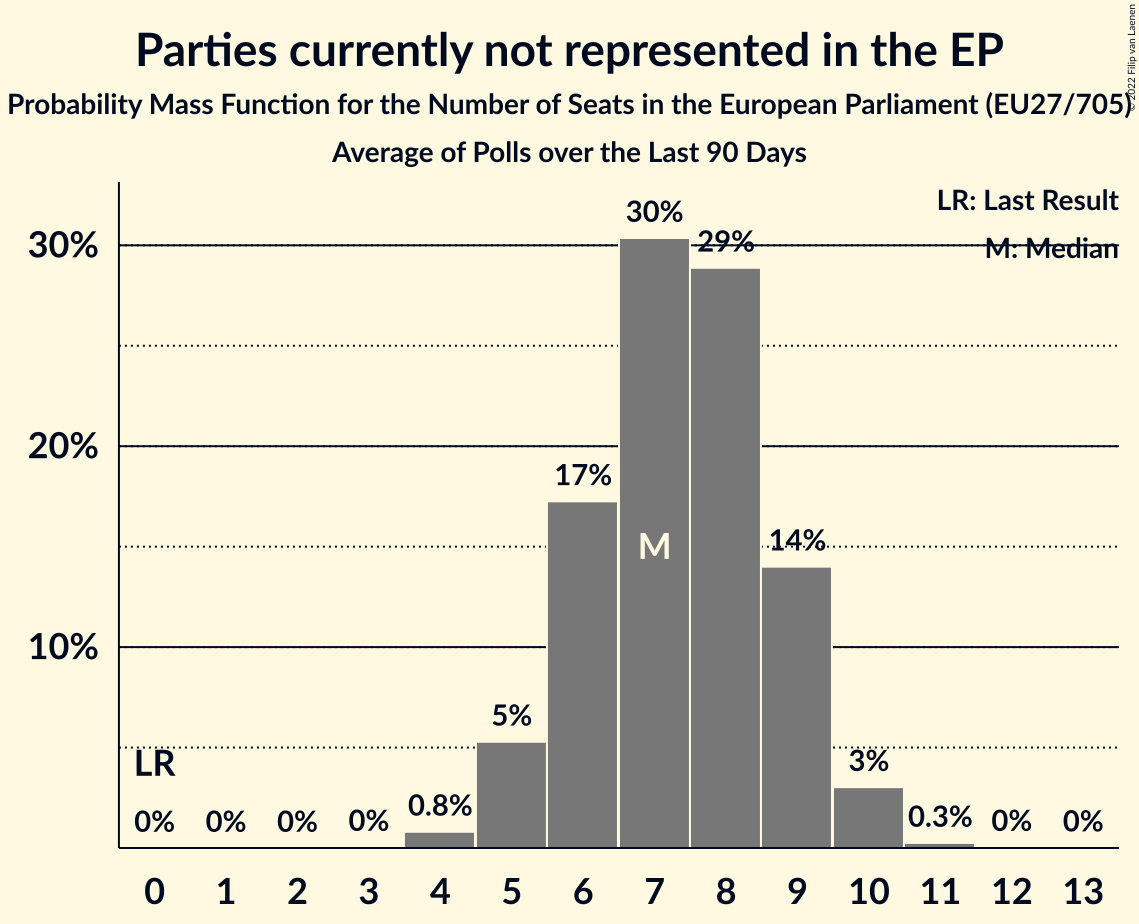 Parties currently not represented in the EP
Probability Mass Function for the Number of Seats in the European Parliament (EU27/705)
Average of Polls over the Last 90 Days
© 2022 Filip van Laenen
LR: Last Result
M: Median
30%
20%
10%
30%
29%
17%
M
14%
5%
LR
3%
0% 0% 0% 0% 0.8% 0.3% 0% 0%
0 1 2 3 4 5 6 7 8 9 10 11 12 13